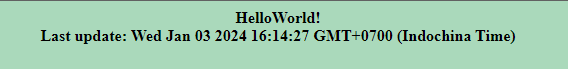 HelloWorld!
Last update: Wed Jan 03 2024 16:14:27 GMT+0700 (Indochina Time)